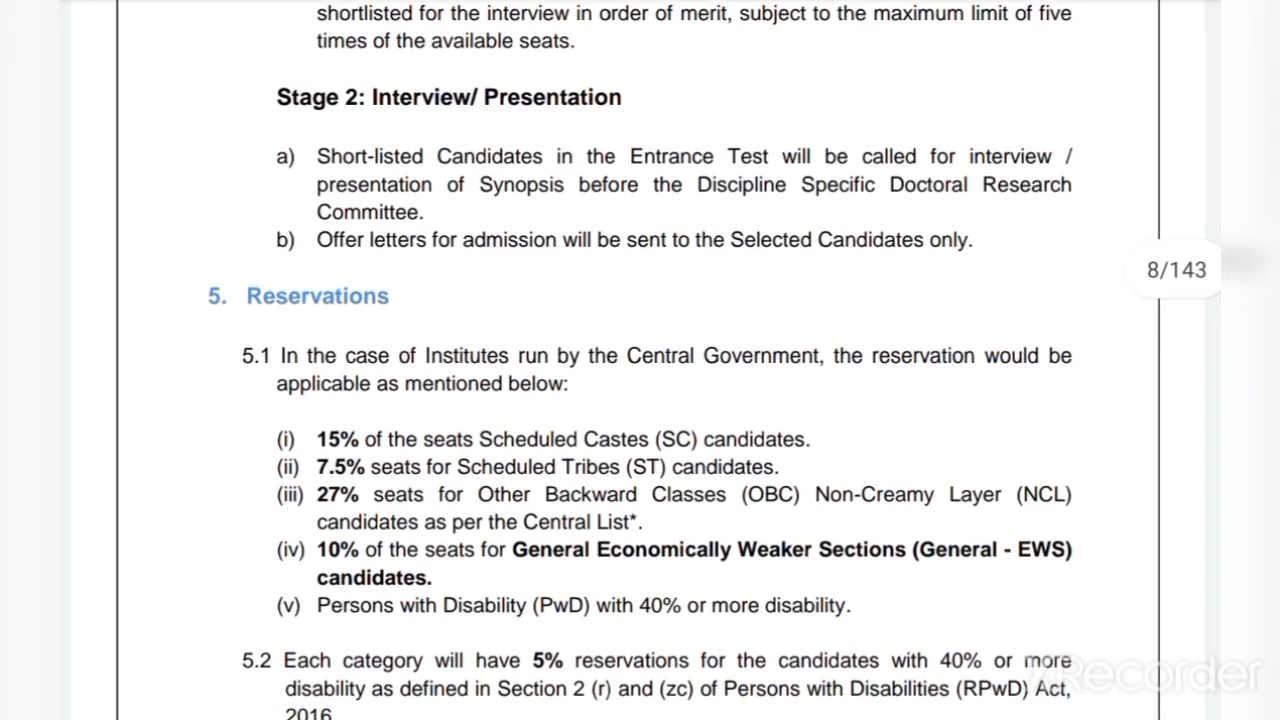 shortlisted for the interview in order of merit, subject to the maximum limit of five
times of the available seats.
Stage 2: Interview/ Presentation
a) Short-listed Candidates in the Entrance Test will be called for interview /
presentation of Synopsis before the Discipline Specific Doctoral Research
Committee.
b) Offer letters for admission will be sent to the Selected Candidates only.
8/143
5. Reservations
5.1 In the case of Institutes run by the Central Government, the reservation would be
applicable as mentioned below:
(i) 15% of the seats Scheduled Castes (SC) candidates.
(ii) 7.5% seats for Scheduled Tribes (ST) candidates.
(iii) 27% seats for Other Backward Classes (OBC) Non-Creamy Layer (NCL)
candidates as per the Central List*.
(iv) 10% of the seats for General Economically Weaker Sections (General - EWS)
candidates.
(v) Persons with Disability (PwD) with 40% or more disability.
5.2 Each category will have 5% reservations for the candidates with 40% or more
disability as defined in Section 2 (r) and (zc) of Persons with Disabilities (RPwD) Act,
2016
XRecorder